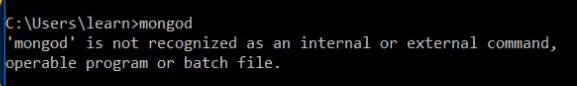 C:\Users\learn>mongod
'mongod' is not recognized as an internal or external command,
operable program or batch file.